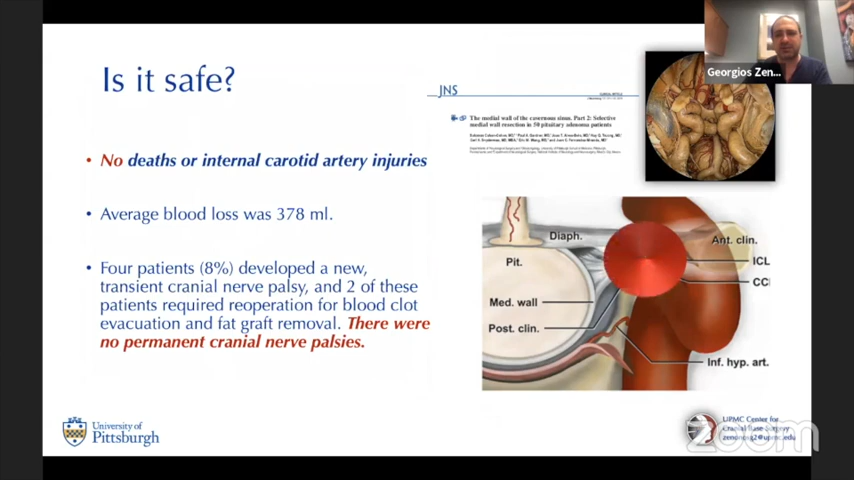 Georgios Zen...
Is it safe?
JNS
The medial wall of the cavernous sinus. Part 2: Selective
medial wall resection in 50 pituitary adenoma patients
• No deaths or internal carotid artery injuries
• Average blood loss was 378 ml.
• Four patients (8%) developed a new,
transient cranial nerve palsy, and 2 of these
patients required reoperation for blood clot
evacuation and fat graft removal. There were
no permanent cranial nerve palsies.
Diaph.
Ant. clin.
Pit.
ICL
CCl
Med. wall
Post. clin.
Inf. hyp. art.
University of
Pittsburgh
UPMC Center for
Cranial Base Surgery
zenonosg2@upmc.edu
zoom